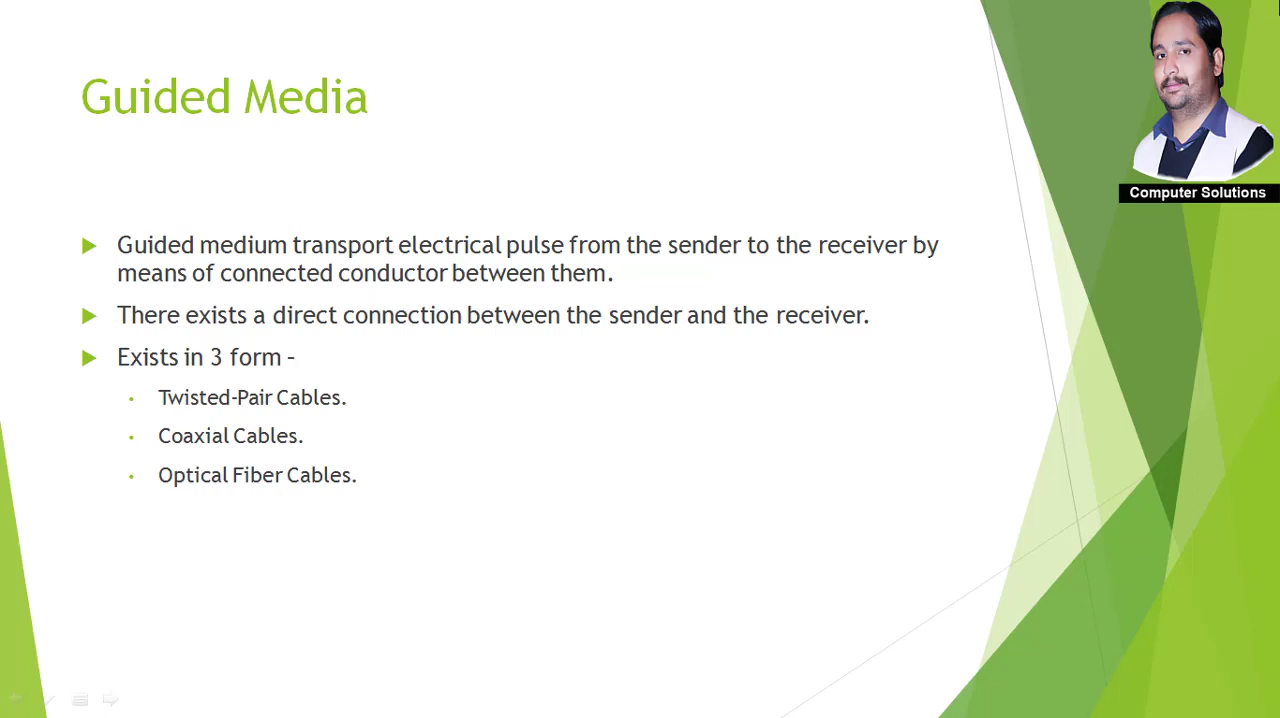 Guided Media
Computer Solutions
Guided medium transport electrical pulse from the sender to the receiver by
means of connected conductor between them.
There exists a direct connection between the sender and the receiver.
Exists in 3 form –
Twisted-Pair Cables.
Coaxial Cables.
Optical Fiber Cables.